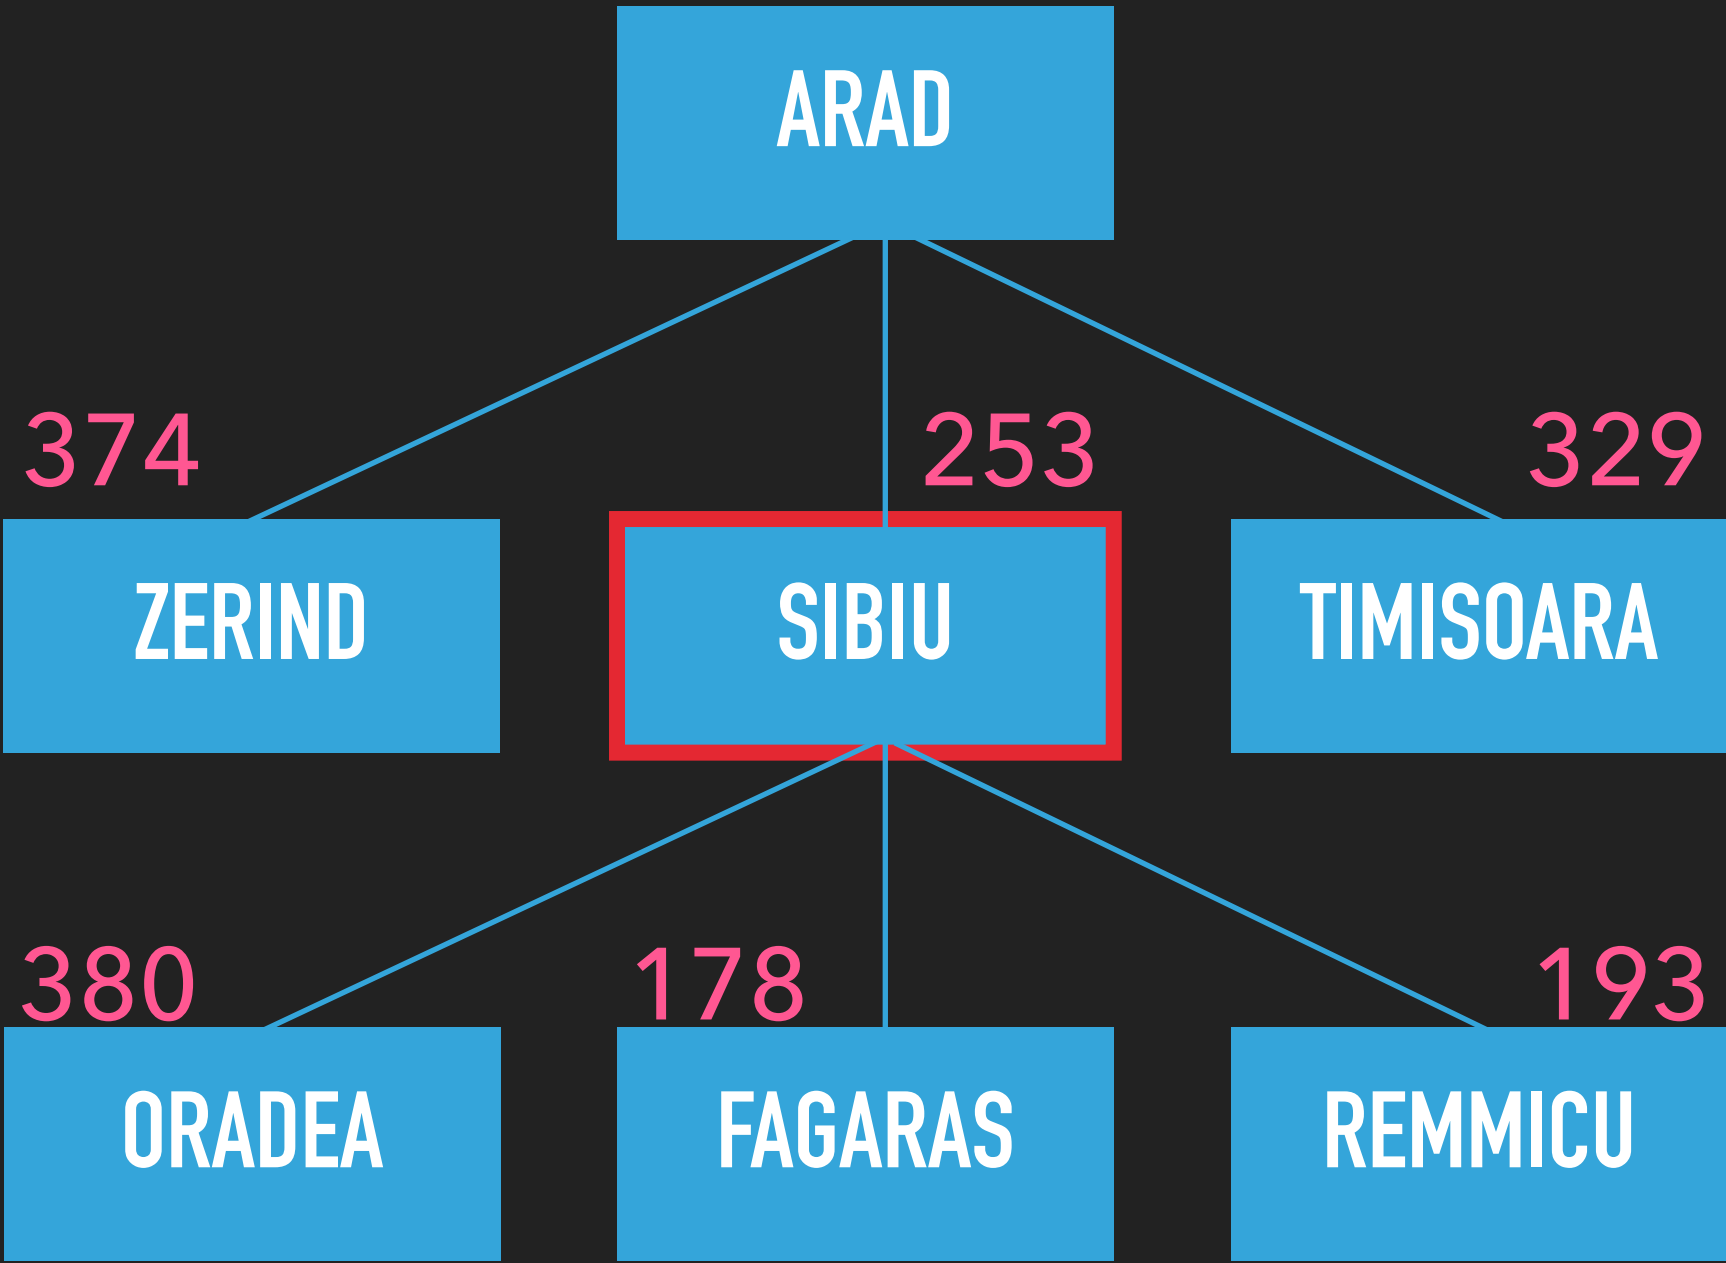 ARAD
374 253 329
ZERIND SIBIU TIMISOARA
380 178 193
ORADEA FAGARAS REMMICU